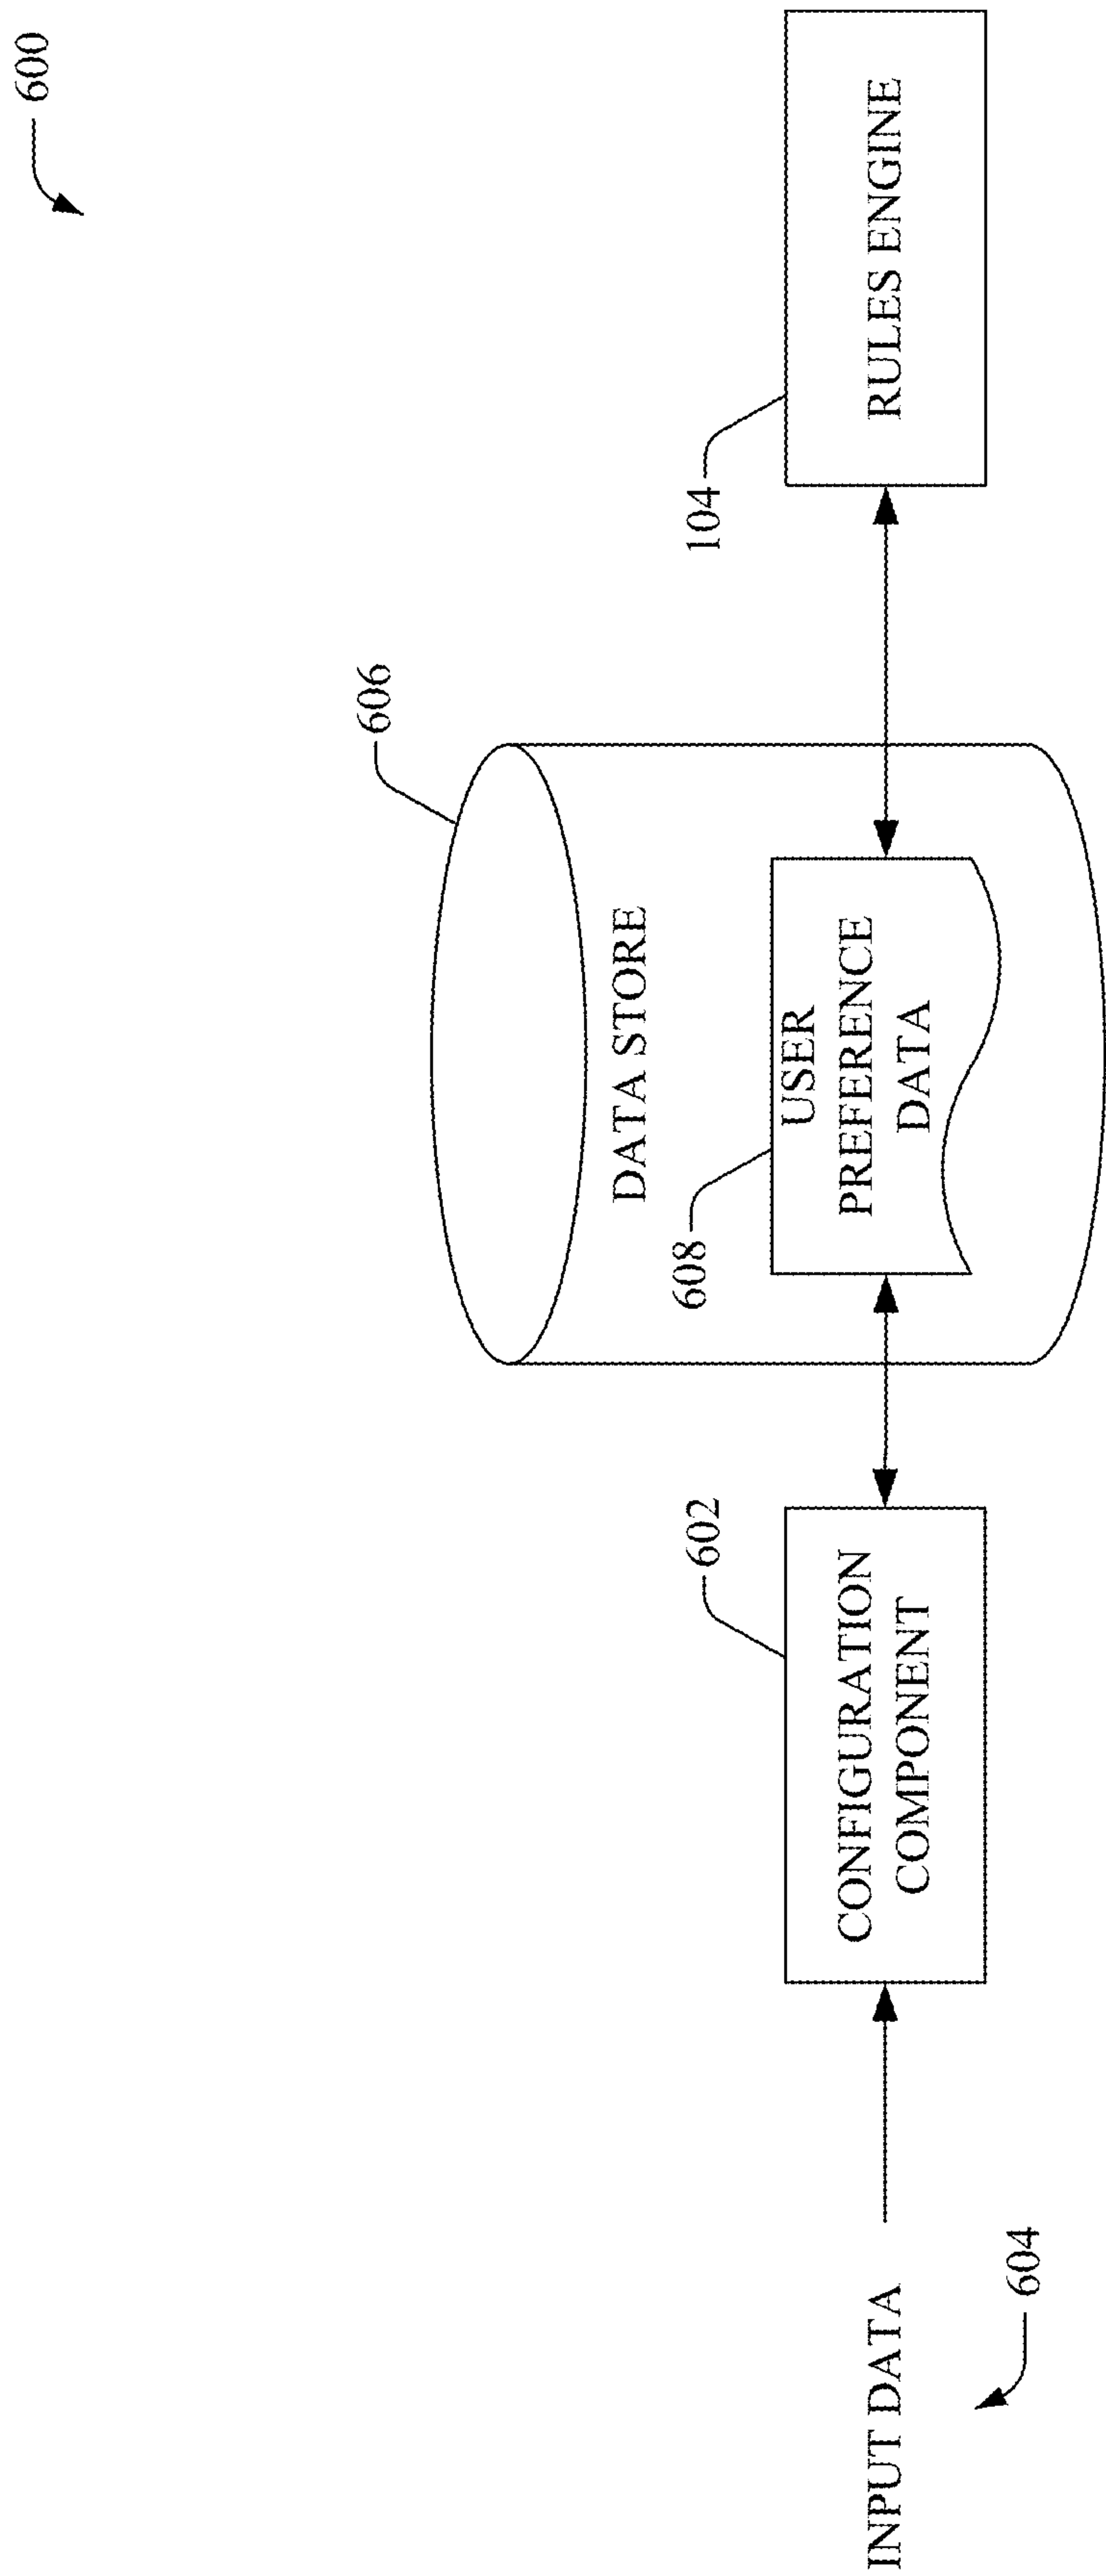 600
606
DATA STORE
608
USER
PREFERENCE
DATA
602
CONFIGURATION
COMPONENT
104
RULES ENGINE
INPUT DATA
604